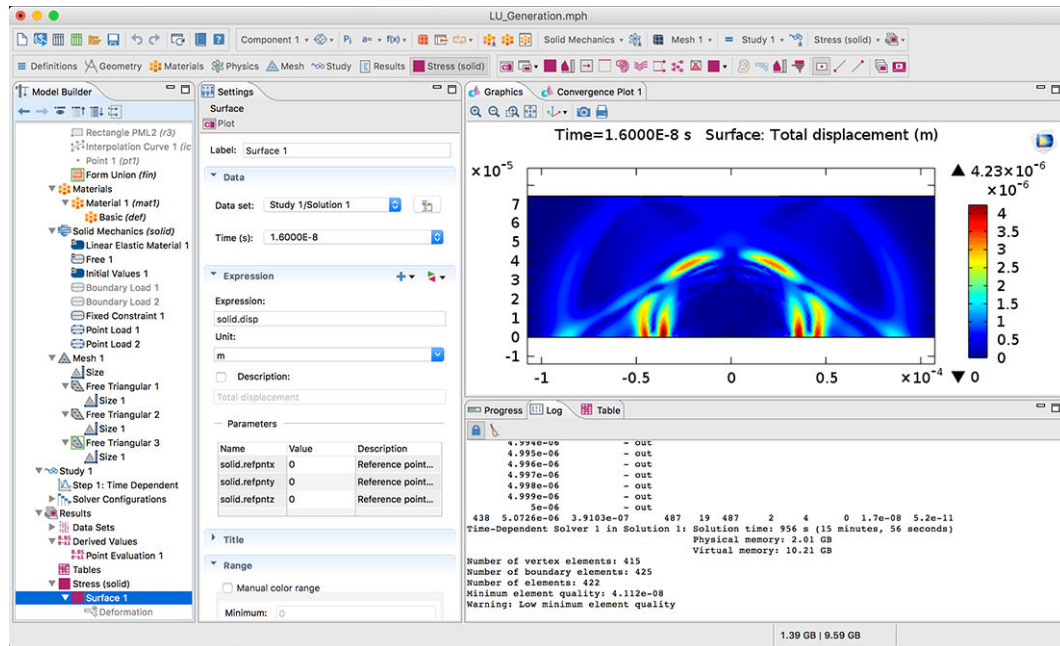 LU_Generation.mph
Component 1
Pi
a=
f(x)
Solid Mechanics
Mesh 1
Study 1
Stress (solid)
Definitions
Geometry
Materials
Physics
Mesh
Study
Results
Stress (solid)
Model Builder
Rectangle PML2 (r3)
Interpolation Curve 1 (ic
Point 1 (pt1)
Form Union (fin)
Materials
Material 1 (mat1)
Basic (def)
Solid Mechanics (solid)
Linear Elastic Material 1
Free 1
Initial Values 1
Boundary Load 1
Boundary Load 2
Fixed Constraint 1
Point Load 1
Point Load 2
Mesh 1
Size
Free Triangular 1
Size 1
Free Triangular 2
Size 1
Free Triangular 3
Size 1
Study 1
Step 1: Time Dependent
Solver Configurations
Results
Data Sets
Derived Values
Point Evaluation 1
Tables
Stress (solid)
Surface 1
Deformation
Settings
Surface
Plot
Label: Surface 1
Data
Data set: Study 1/Solution 1
Time (s): 1.6000E-8
Expression
Expression:
solid.disp
Unit:
m
Description:
Total displacement
Parameters
Name Value Description
solid.refpntx 0 Reference point...
solid.refpnty 0 Reference point...
solid.refpntz 0 Reference point...
Title
Range
Manual color range
Minimum: 0
Graphics
Convergence Plot 1
Time=1.6000E-8 s Surface: Total displacement (m)
×10⁻⁵
7
6
5
4
3
2
1
0
-1
-1 -0.5 0 0.5 ×10⁻⁴
4.23×10⁻⁶
×10⁻⁶
4
3.5
3
2.5
2
1.5
1
0.5
0
0
Progress
Log
Table
4.994e-06 - out
4.995e-06 - out
4.996e-06 - out
4.997e-06 - out
4.998e-06 - out
4.999e-06 - out
5e-06 - out
438 5.0726e-06 3.9103e-07 487 19 487 2 4 0 1.7e-08 5.2e-11
Time-Dependent Solver 1 in Solution 1: Solution time: 956 s (15 minutes, 56 seconds)
Physical memory: 2.01 GB
Virtual memory: 10.21 GB
Number of vertex elements: 415
Number of boundary elements: 425
Number of elements: 422
Minimum element quality: 4.112e-08
Warning: Low minimum element quality
1.39 GB | 9.59 GB